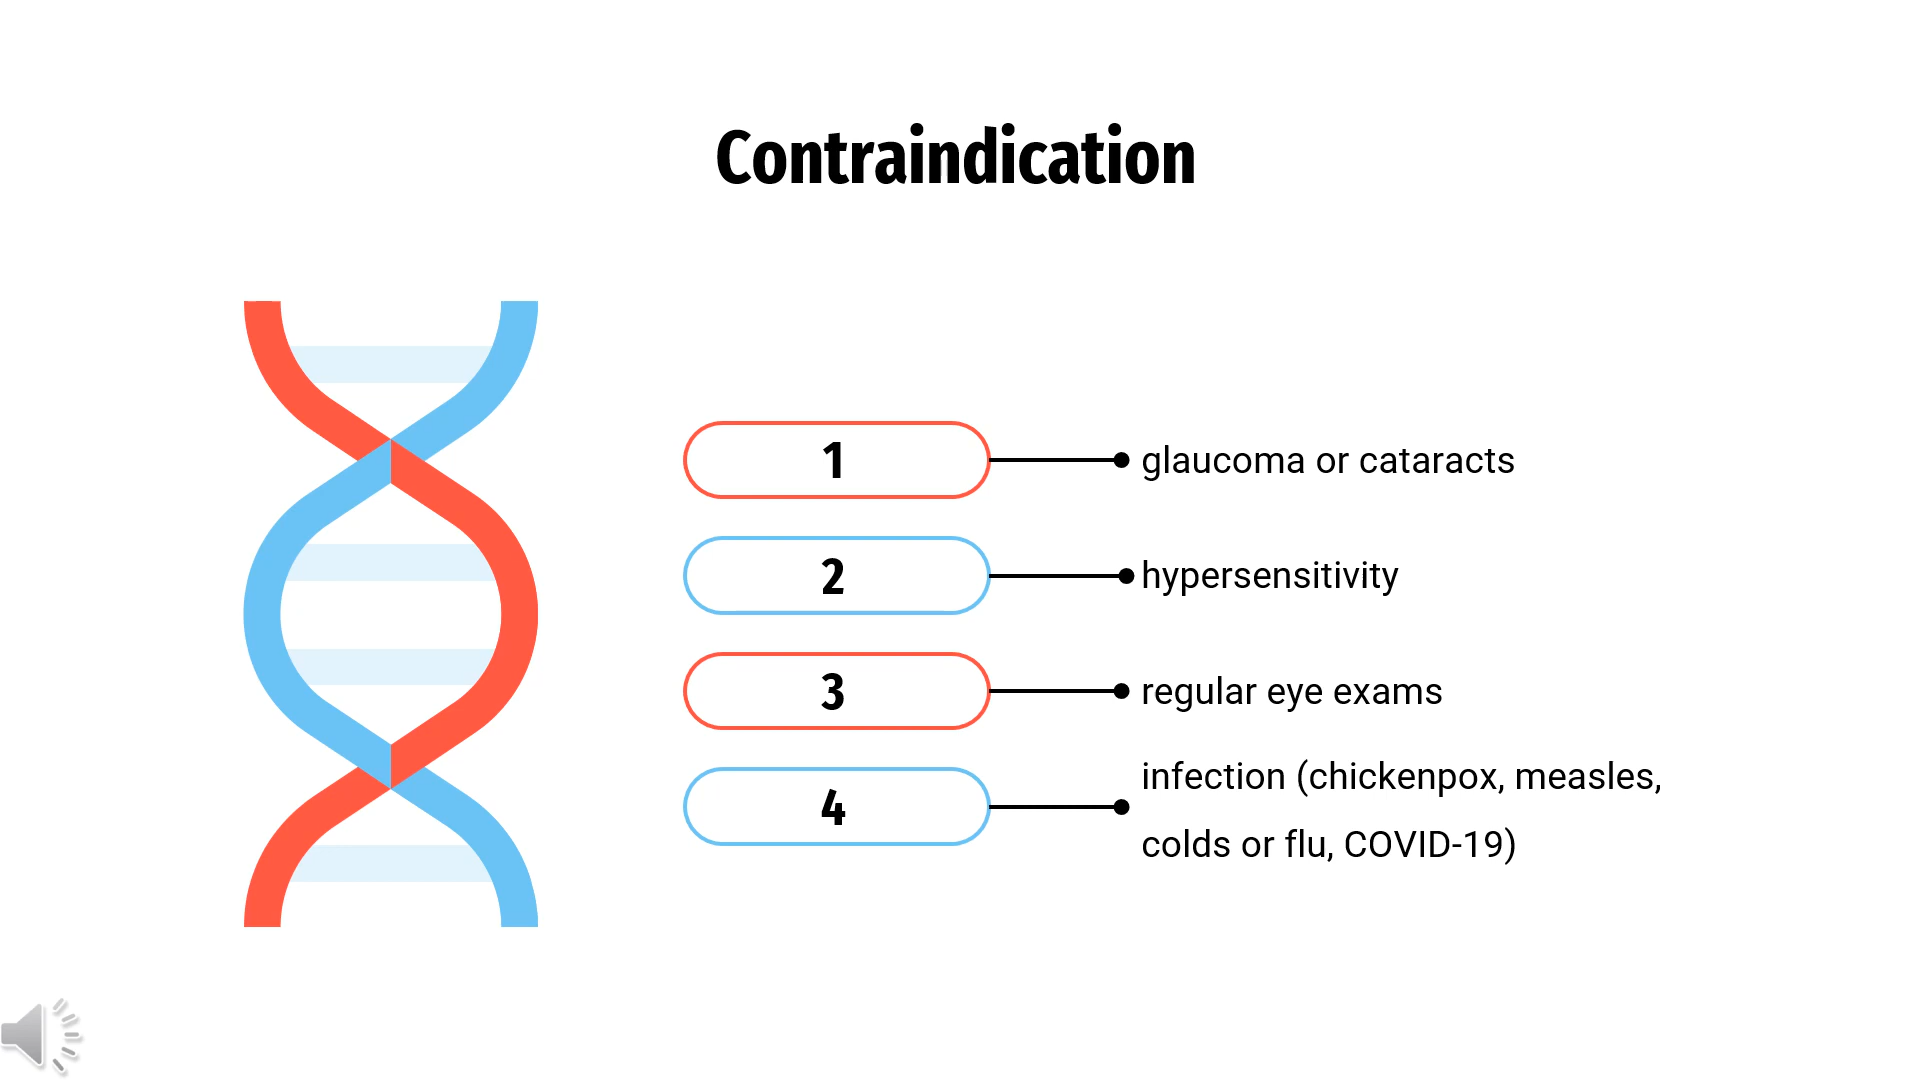 Contraindication
1
glaucoma or cataracts
2
hypersensitivity
3
regular eye exams
4
infection (chickenpox, measles,
colds or flu, COVID-19)